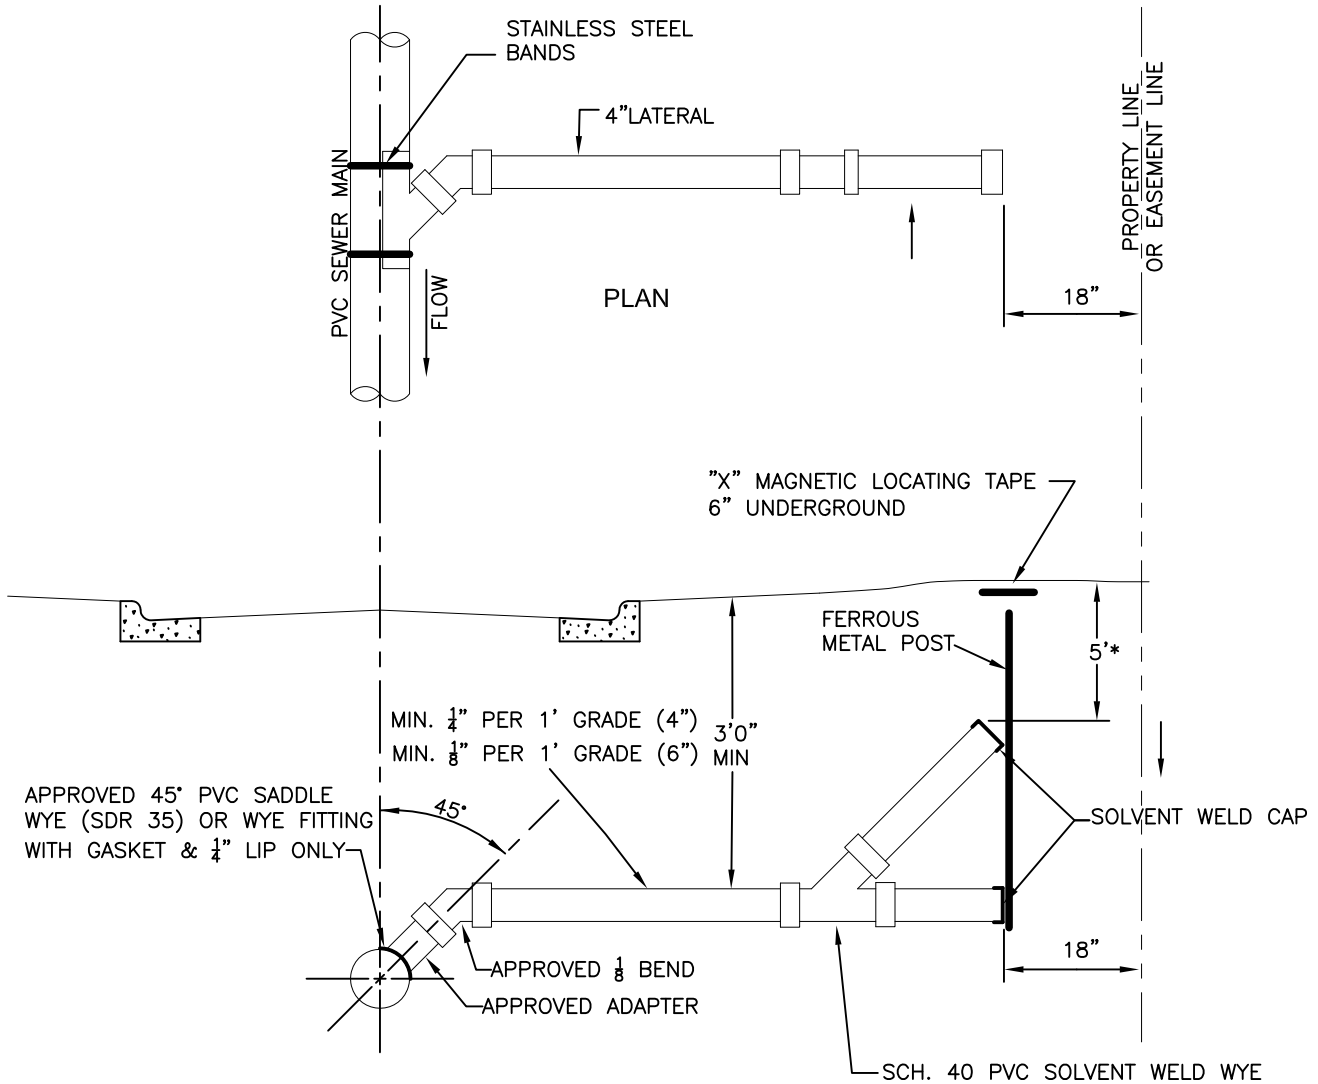 STAINLESS STEEL
BANDS
4"LATERAL
PVC SEWER MAIN
FLOW
PLAN
PROPERTY LINE
OR EASEMENT LINE
18"
"X" MAGNETIC LOCATING TAPE
6" UNDERGROUND
FERROUS
METAL POST
5'*
MIN. 1/4" PER 1' GRADE (4")
MIN. 1/8" PER 1' GRADE (6")
3'0"
MIN
APPROVED 45° PVC SADDLE
WYE (SDR 35) OR WYE FITTING
WITH GASKET & 1/4" LIP ONLY
45°
SOLVENT WELD CAP
18"
APPROVED 1/8 BEND
APPROVED ADAPTER
SCH. 40 PVC SOLVENT WELD WYE